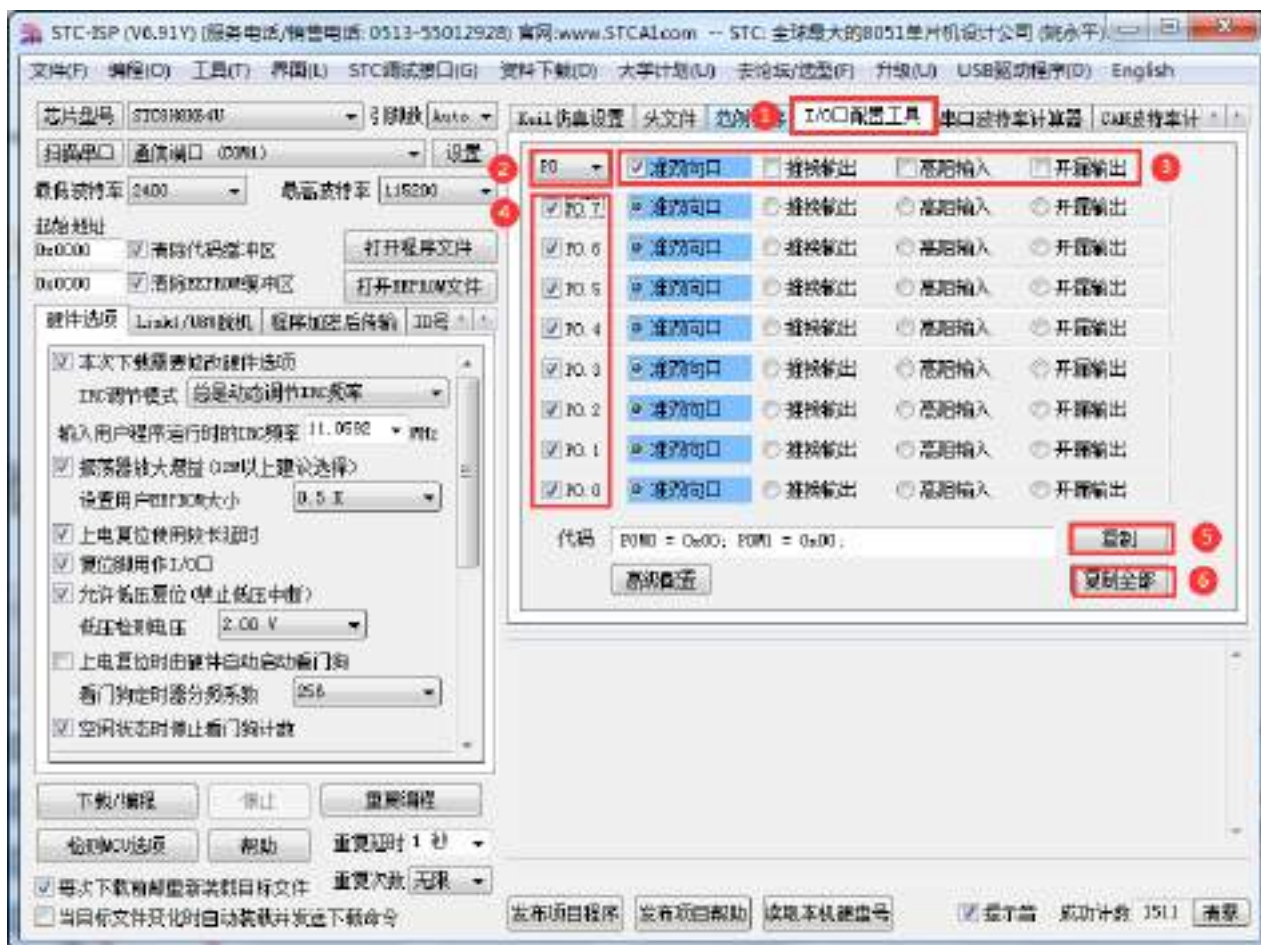 STC-ISP (V6.91Y) (服务电话/销售电话: 0513-55012928) 官网:www.STCAI.com -- STC: 全球最大的8051单片机设计公司 (姚永平)
文件(F) 编程(O) 工具(T) 界面(L) STC调试接口(G) 资料下载(D) 大学计划(U) 去论坛/选型(F) 升级(U) USB驱动程序(D) English
芯片型号 STC8H8K64U 引脚数 Auto
扫描串口 通信端口 (COM1) 设置
最低波特率 2400 最高波特率 115200
起始地址
0x0000 清除代码缓冲区 打开程序文件
0x0000 清除EEPROM缓冲区 打开EEPROM文件
硬件选项 Link1/U8W脱机 程序加密后传输 ID号
本次下载需要修改硬件选项
IRC调节模式 总是动态调节IRC频率
输入用户程序运行时的IRC频率 11.0592 MHz
振荡器放大增益 (12M以上建议选择)
设置用户EEPROM大小 0.5 K
上电复位使用较长延时
复位脚用作I/O口
允许低压复位 (禁止低压中断)
低压检测电压 2.00 V
上电复位时由硬件自动启动看门狗
看门狗定时器分频系数 256
空闲状态时停止看门狗计数
下载/编程 停止 重复编程
检测MCU选项 帮助 重复延时 1 秒
每次下载前都重新装载目标文件 重复次数 无限
当目标文件变化时自动装载并发送下载命令
Keil仿真设置 头文件 范例 1 I/O口配置工具 串口波特率计算器 CAN波特率计
2 P0 准双向口 推挽输出 高阻输入 开漏输出 3
4 P0.7 准双向口 推挽输出 高阻输入 开漏输出
P0.6 准双向口 推挽输出 高阻输入 开漏输出
P0.5 准双向口 推挽输出 高阻输入 开漏输出
P0.4 准双向口 推挽输出 高阻输入 开漏输出
P0.3 准双向口 推挽输出 高阻输入 开漏输出
P0.2 准双向口 推挽输出 高阻输入 开漏输出
P0.1 准双向口 推挽输出 高阻输入 开漏输出
P0.0 准双向口 推挽输出 高阻输入 开漏输出
代码 P0M0 = 0x00; P0M1 = 0x00; 复制 5
高级配置 复制全部 6
发布项目程序 发布项目帮助 读取本机硬盘号 提示音 成功计数 1511 清零